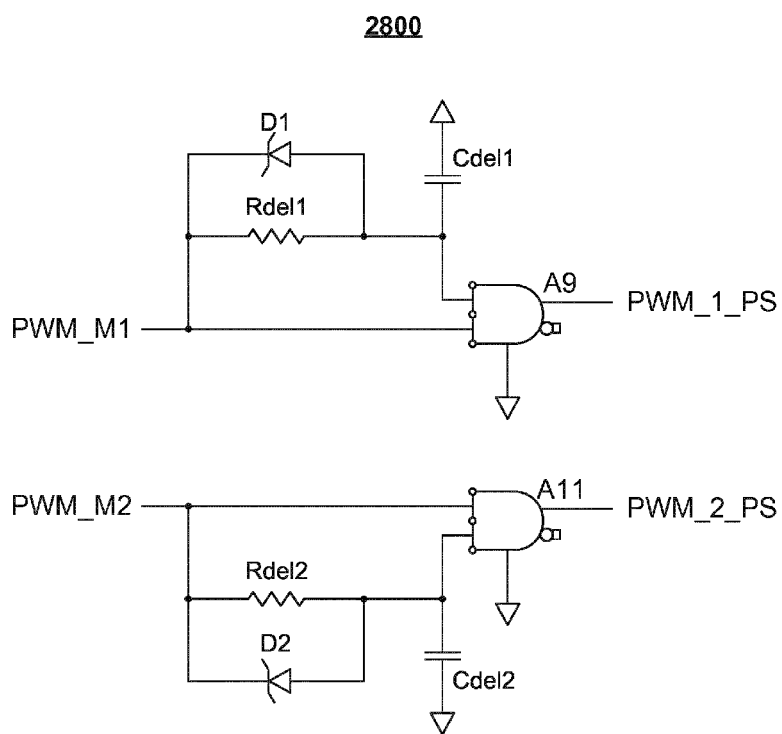 2800
D1
Cdel1
Rdel1
A9
PWM_1_PS
PWM_M1
PWM_M2
A11
PWM_2_PS
Rdel2
D2
Cdel2